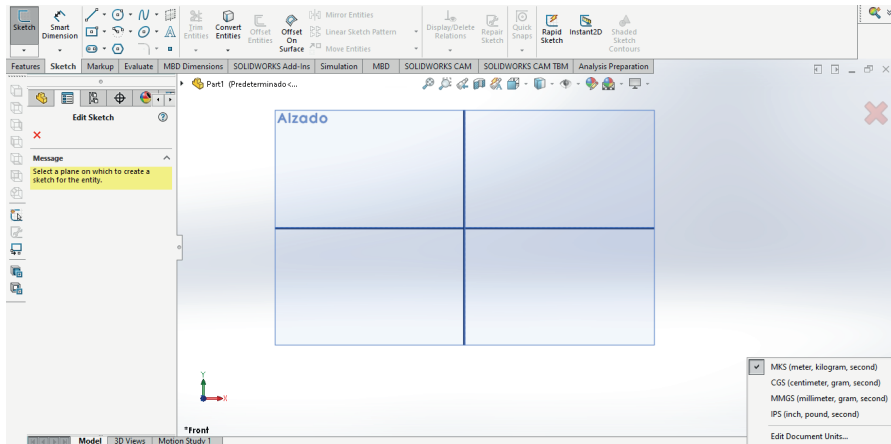 Sketch
Smart Dimension
Trim Entities
Convert Entities
Offset Entities
Offset On Surface
Mirror Entities
Linear Sketch Pattern
Move Entities
Display/Delete Relations
Repair Sketch
Quick Snaps
Rapid Sketch
Instant2D
Shaded Sketch Contours
Features Sketch Markup Evaluate MBD Dimensions SOLIDWORKS Add-Ins Simulation MBD SOLIDWORKS CAM SOLIDWORKS CAM TBM Analysis Preparation
Part1 (Predeterminado<...
Edit Sketch
Message
Select a plane on which to create a
sketch for the entity.
Alzado
Y
X
*Front
MKS (meter, kilogram, second)
CGS (centimeter, gram, second)
MMGS (millimeter, gram, second)
IPS (inch, pound, second)
Edit Document Units...
Model 3D Views Motion Study 1